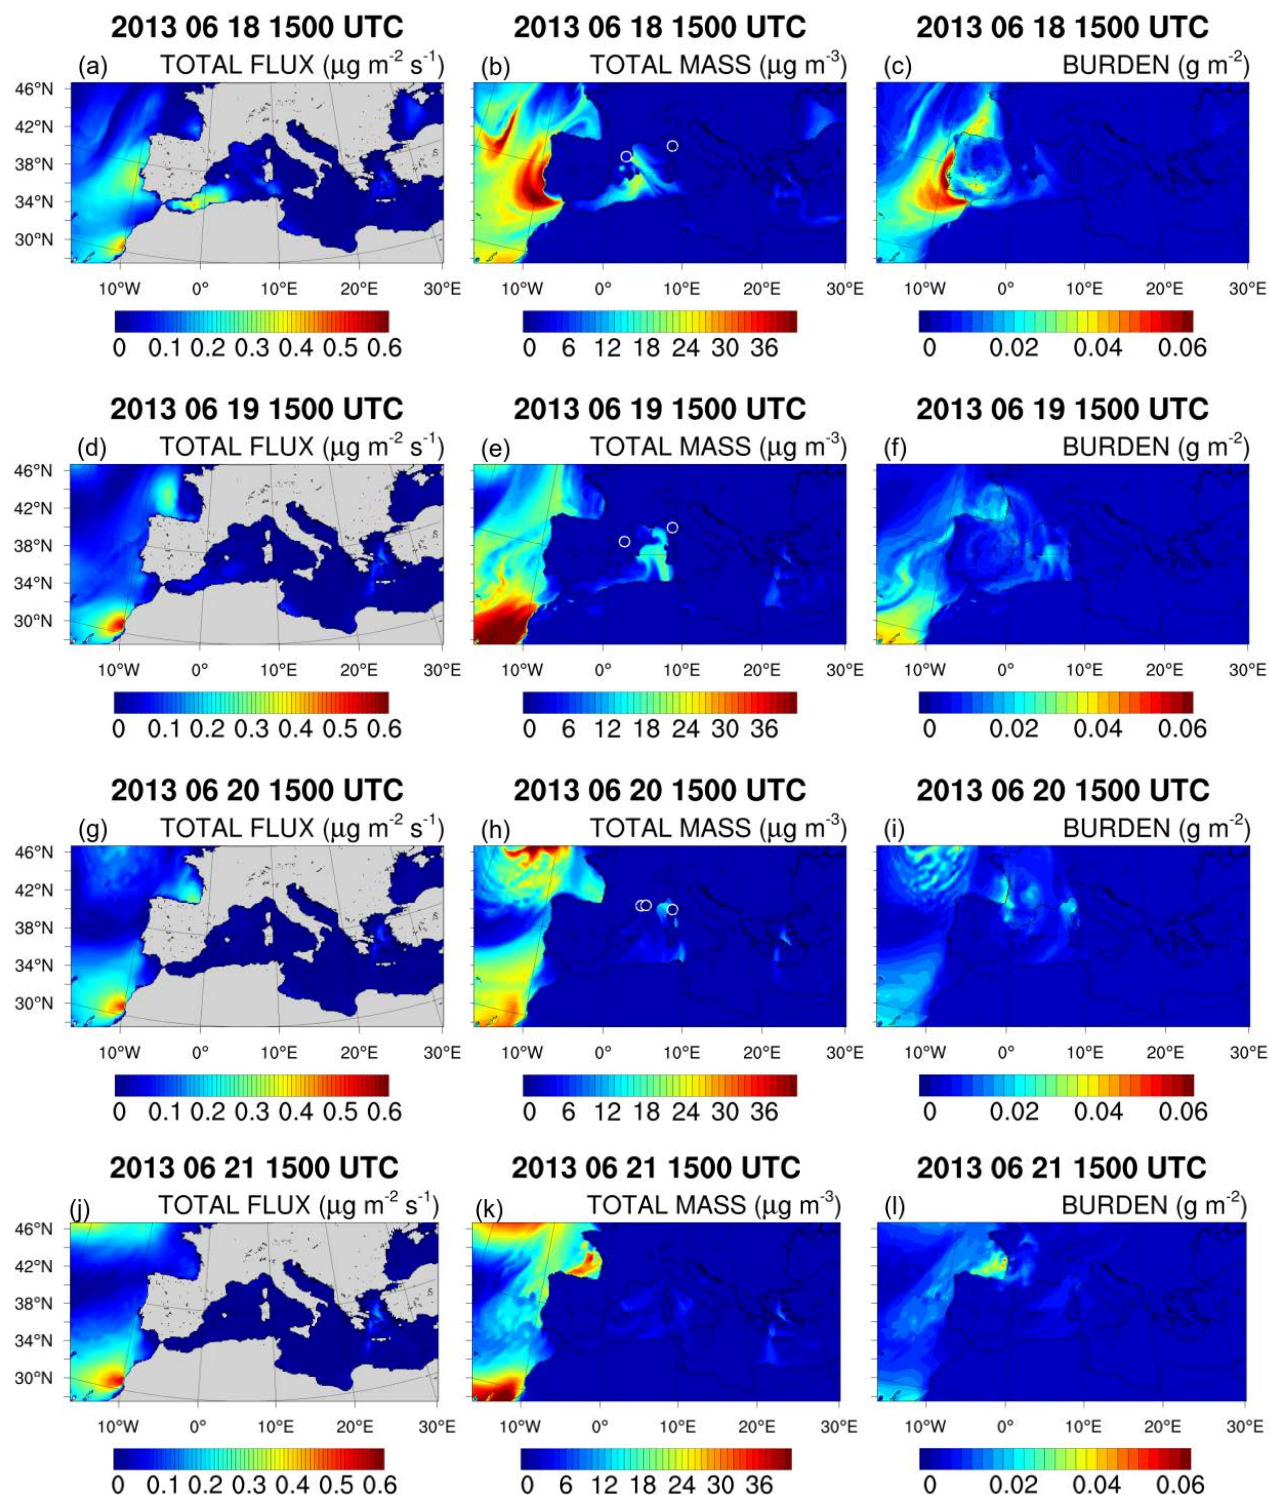 2013 06 18 1500 UTC 2013 06 18 1500 UTC 2013 06 18 1500 UTC
(a) TOTAL FLUX (μg m-2 s-1) (b) TOTAL MASS (μg m-3) (c) BURDEN (g m-2)
46°N
42°N
38°N
34°N
30°N
10°W 0° 10°E 20°E 30°E 10°W 0° 10°E 20°E 30°E 10°W 0° 10°E 20°E 30°E
0 0.1 0.2 0.3 0.4 0.5 0.6 0 6 12 18 24 30 36 0 0.02 0.04 0.06
2013 06 19 1500 UTC 2013 06 19 1500 UTC 2013 06 19 1500 UTC
(d) TOTAL FLUX (μg m-2 s-1) (e) TOTAL MASS (μg m-3) (f) BURDEN (g m-2)
46°N
42°N
38°N
34°N
30°N
10°W 0° 10°E 20°E 30°E 10°W 0° 10°E 20°E 30°E 10°W 0° 10°E 20°E 30°E
0 0.1 0.2 0.3 0.4 0.5 0.6 0 6 12 18 24 30 36 0 0.02 0.04 0.06
2013 06 20 1500 UTC 2013 06 20 1500 UTC 2013 06 20 1500 UTC
(g) TOTAL FLUX (μg m-2 s-1) (h) TOTAL MASS (μg m-3) (i) BURDEN (g m-2)
46°N
42°N
38°N
34°N
30°N
10°W 0° 10°E 20°E 30°E 10°W 0° 10°E 20°E 30°E 10°W 0° 10°E 20°E 30°E
0 0.1 0.2 0.3 0.4 0.5 0.6 0 6 12 18 24 30 36 0 0.02 0.04 0.06
2013 06 21 1500 UTC 2013 06 21 1500 UTC 2013 06 21 1500 UTC
(j) TOTAL FLUX (μg m-2 s-1) (k) TOTAL MASS (μg m-3) (l) BURDEN (g m-2)
46°N
42°N
38°N
34°N
30°N
10°W 0° 10°E 20°E 30°E 10°W 0° 10°E 20°E 30°E 10°W 0° 10°E 20°E 30°E
0 0.1 0.2 0.3 0.4 0.5 0.6 0 6 12 18 24 30 36 0 0.02 0.04 0.06